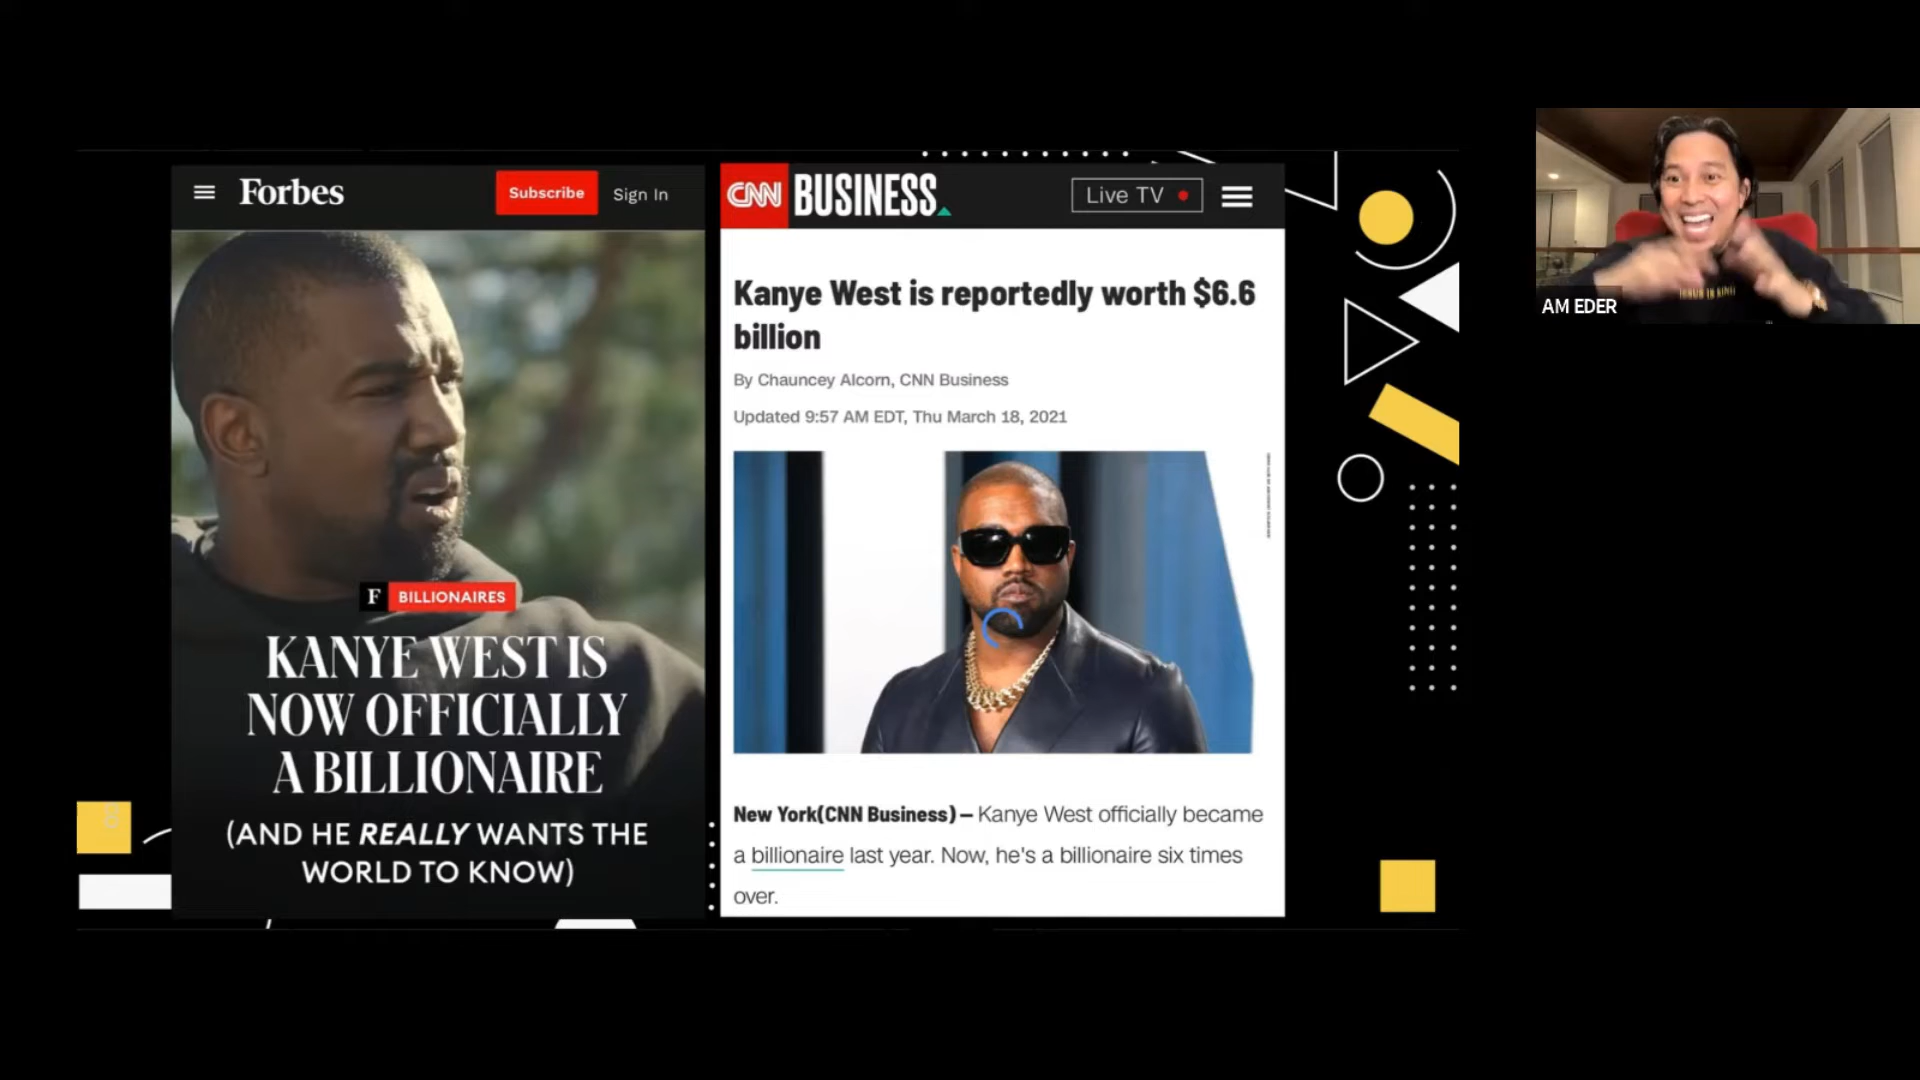 Forbes
Subscribe
Sign In
F BILLIONAIRES
KANYE WEST IS
NOW OFFICIALLY
A BILLIONAIRE
(AND HE REALLY WANTS THE
WORLD TO KNOW)
CNN BUSINESS
Live TV
Kanye West is reportedly worth $6.6
billion
By Chauncey Alcorn, CNN Business
Updated 9:57 AM EDT, Thu March 18, 2021
New York(CNN Business) — Kanye West officially became
a billionaire last year. Now, he's a billionaire six times
over.
AM EDER